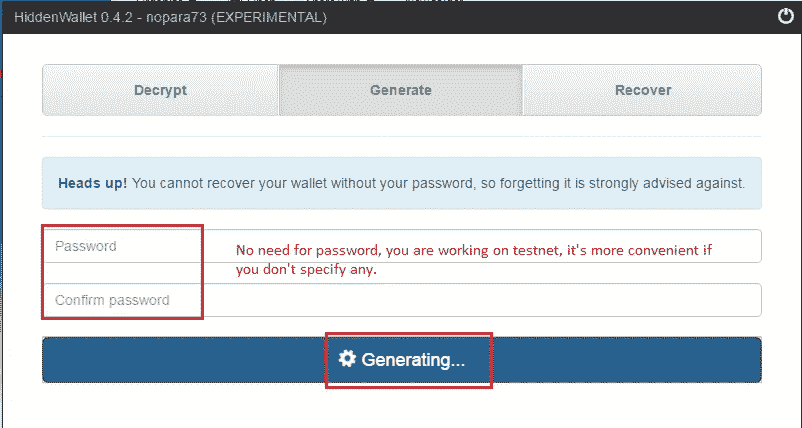 HiddenWallet 0.4.2 - nopara73 (EXPERIMENTAL)
Decrypt
Generate
Recover
Heads up! You cannot recover your wallet without your password, so forgetting it is strongly advised against.
Password
No need for password, you are working on testnet, it's more convenient if
you don't specify any.
Confirm password
Generating...